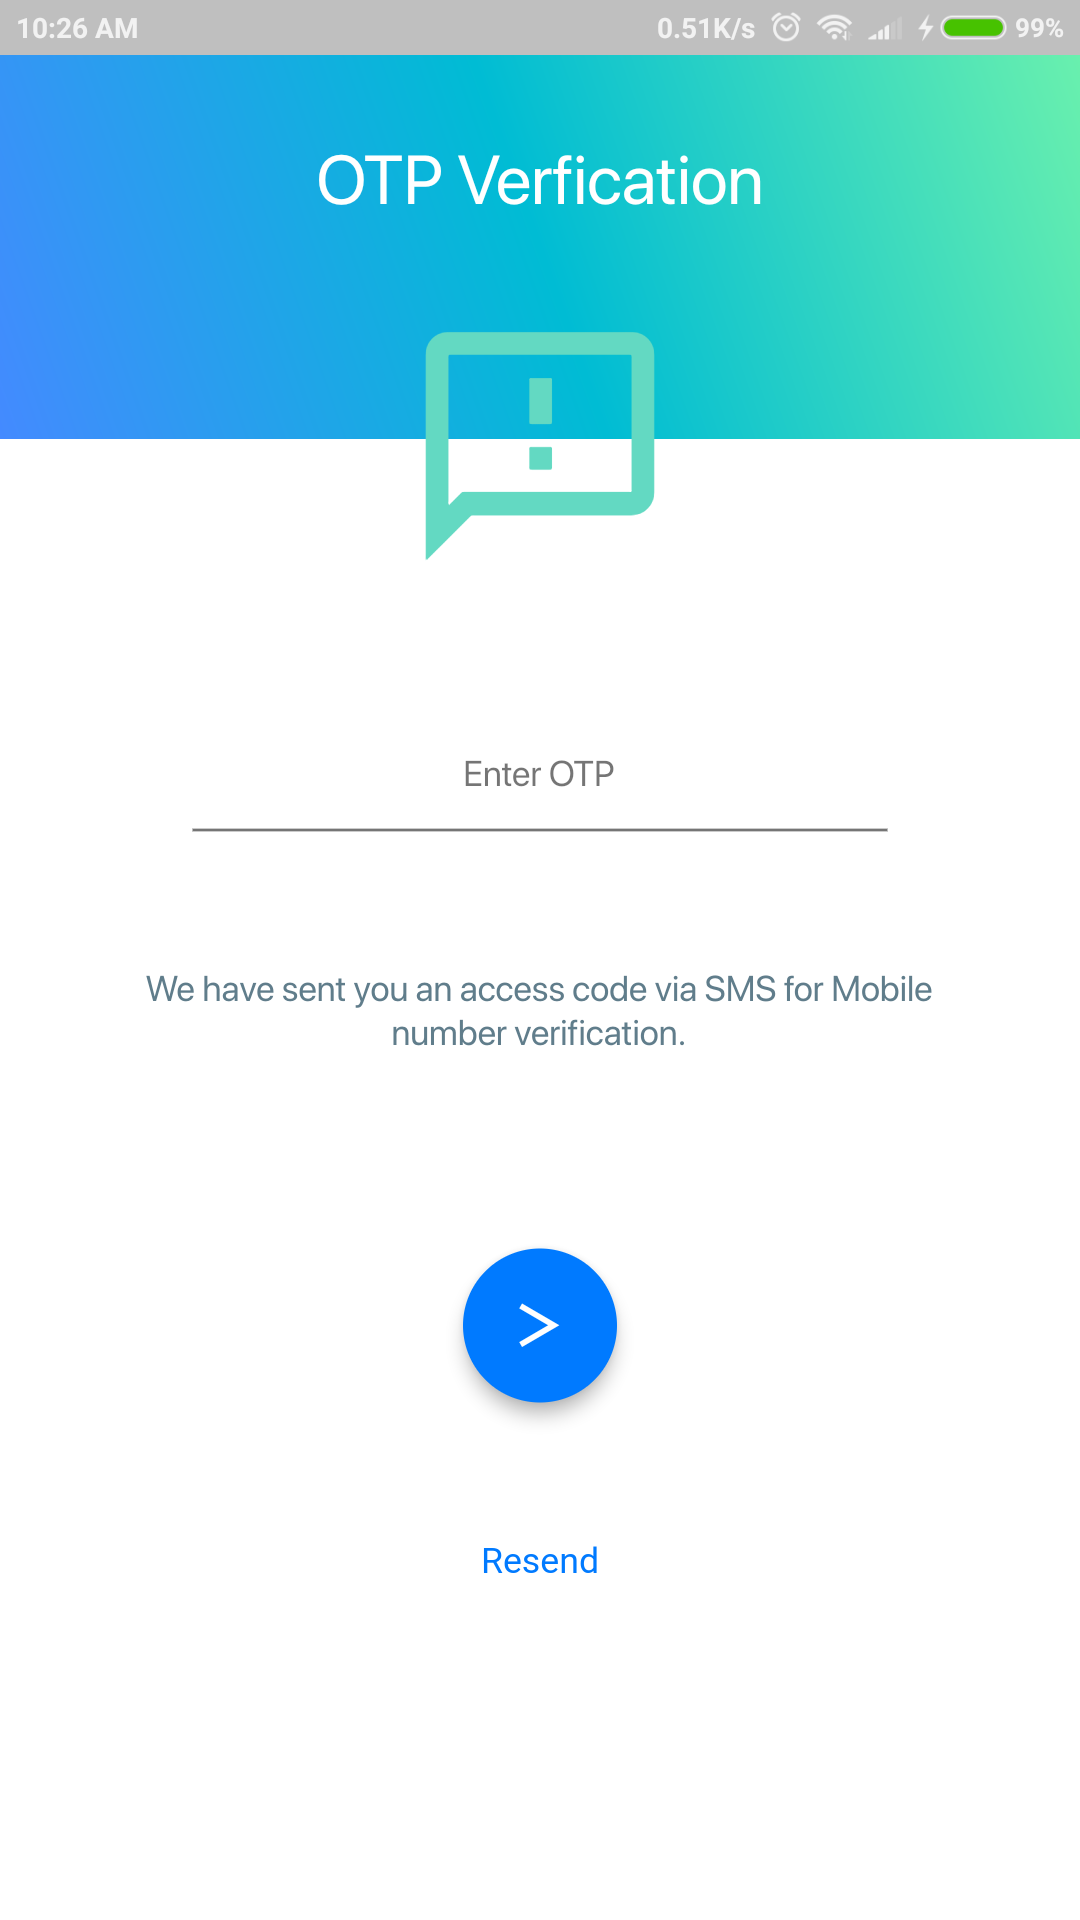 10:26 AM 0.51K/s 99%
OTP Verfication
Enter OTP
We have sent you an access code via SMS for Mobile
number verification.
>
Resend